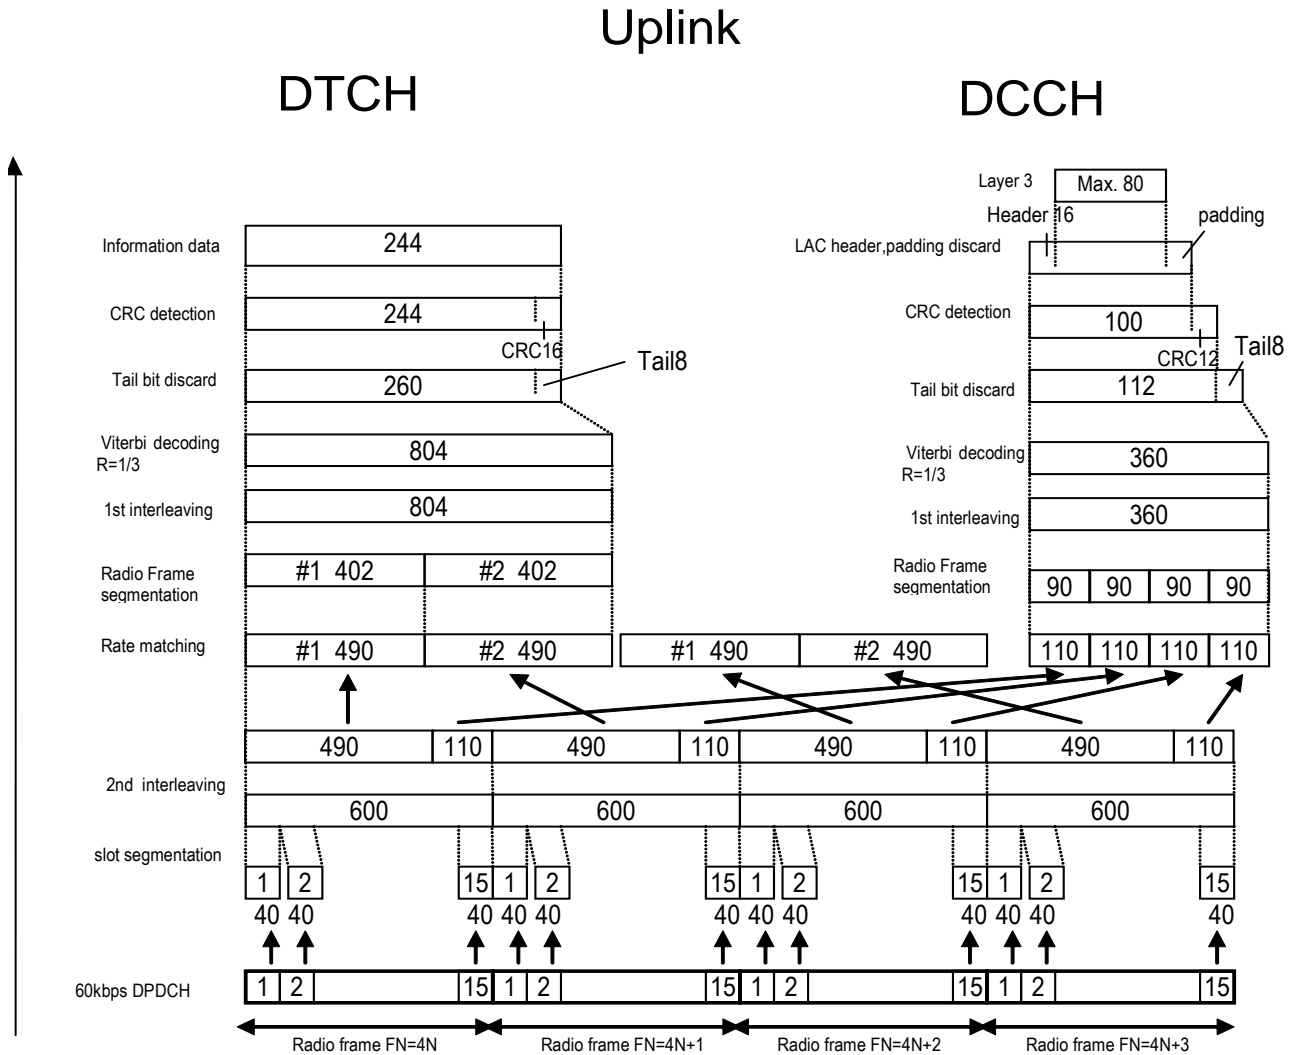 Uplink
DTCH
DCCH
Layer 3
Max. 80
Header 16
padding
Information data
244
LAC header,padding discard
CRC detection
244
CRC16
CRC detection
100
CRC12
Tail8
Tail8
Tail bit discard
260
Tail bit discard
112
Viterbi decoding
R=1/3
804
Viterbi decoding
R=1/3
360
1st interleaving
804
1st interleaving
360
Radio Frame
segmentation
#1 402
#2 402
Radio Frame
segmentation
90 90 90 90
Rate matching
#1 490
#2 490
#1 490
#2 490
110 110 110 110
490 110 490 110 490 110 490 110
2nd interleaving
600 600 600 600
slot segmentation
1 2 15 1 2 15 1 2 15 1 2 15
40 40 40 40 40 40 40 40 40 40 40 40
60kbps DPDCH
1 2 15 1 2 15 1 2 15 1 2 15
Radio frame FN=4N
Radio frame FN=4N+1
Radio frame FN=4N+2
Radio frame FN=4N+3